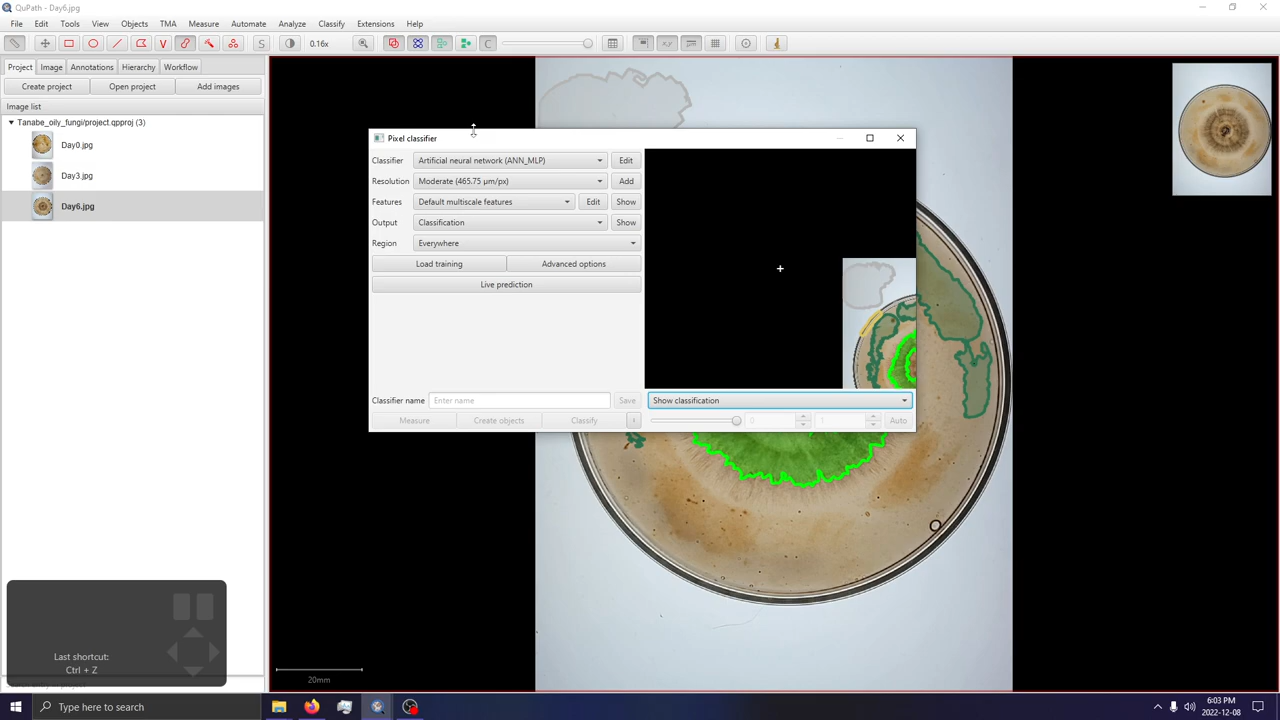 QuPath - Day6.jpg
File Edit Tools View Objects TMA Measure Automate Analyze Classify Extensions Help
V V S 0.16x C x,y μm
Project Image Annotations Hierarchy Workflow
Create project Open project Add images
Image list
Tanabe_oily_fungi/project.qpproj (3)
Day0.jpg
Day3.jpg
Day6.jpg
Pixel classifier
Classifier Artificial neural network (ANN_MLP) Edit
Resolution Moderate (465.75 µm/px) Add
Features Default multiscale features Edit Show
Output Classification Show
Region Everywhere
Load training Advanced options
Live prediction
Classifier name Enter name Save Show classification
Measure Create objects Classify 0 1 Auto
Last shortcut:
Ctrl + Z
20mm
Type here to search
6:03 PM
2022-12-08